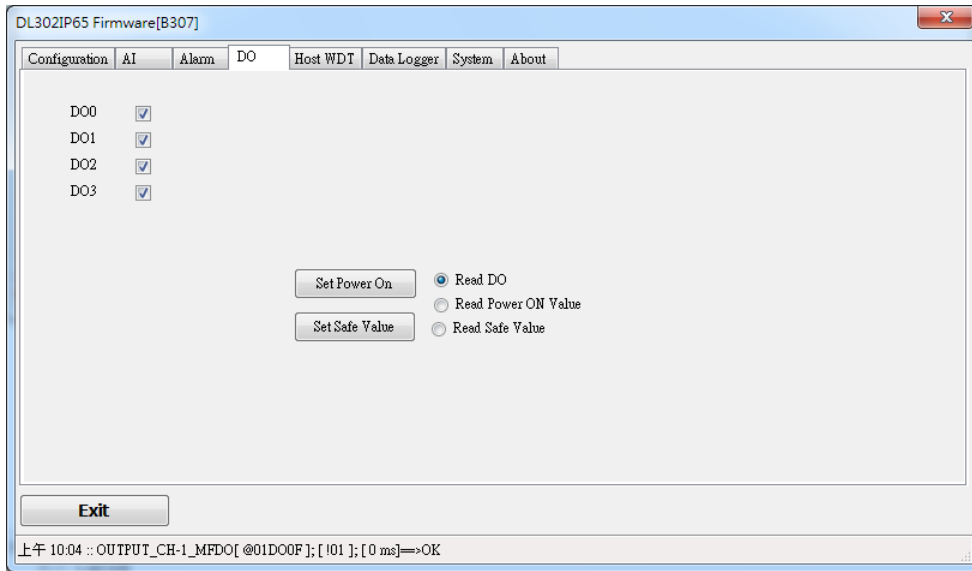 DL302IP65 Firmware[B307]
Configuration AI Alarm DO Host WDT Data Logger System About
DO0
DO1
DO2
DO3
Set Power On Read DO
Read Power ON Value
Set Safe Value Read Safe Value
Exit
上午 10:04 :: OUTPUT_CH-1_MFDO[ @01DO0F ]; [ !01 ]; [ 0 ms]==>OK